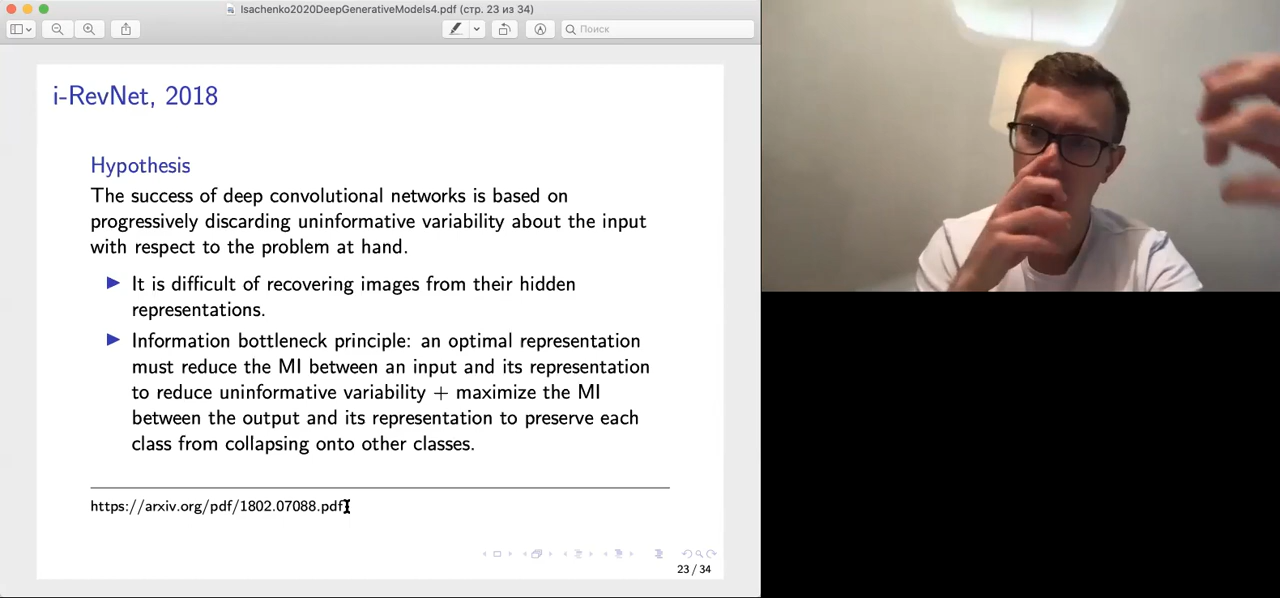 Isachenko2020DeepGenerativeModels4.pdf (стр. 23 из 34)
Поиск
i-RevNet, 2018
Hypothesis
The success of deep convolutional networks is based on
progressively discarding uninformative variability about the input
with respect to the problem at hand.
It is difficult of recovering images from their hidden
representations.
Information bottleneck principle: an optimal representation
must reduce the MI between an input and its representation
to reduce uninformative variability + maximize the MI
between the output and its representation to preserve each
class from collapsing onto other classes.
https://arxiv.org/pdf/1802.07088.pdf
23 / 34